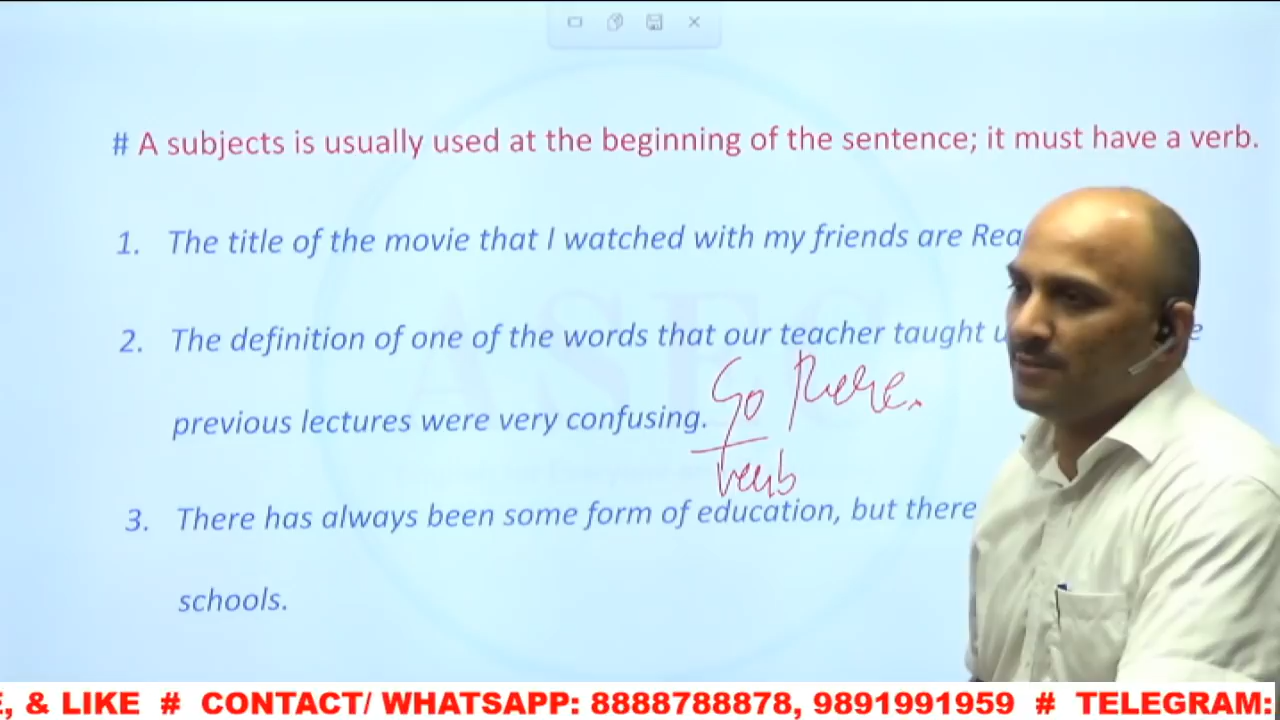 # A subjects is usually used at the beginning of the sentence; it must have a verb.
1. The title of the movie that I watched with my friends are
2. The definition of one of the words that our teacher taught
Go there.
previous lectures were very confusing.
verb
3. There has always been some form of education, but there
schools.
& LIKE # CONTACT/ WHATSAPP: 8888788878, 9891991959 # TELEGRAM: